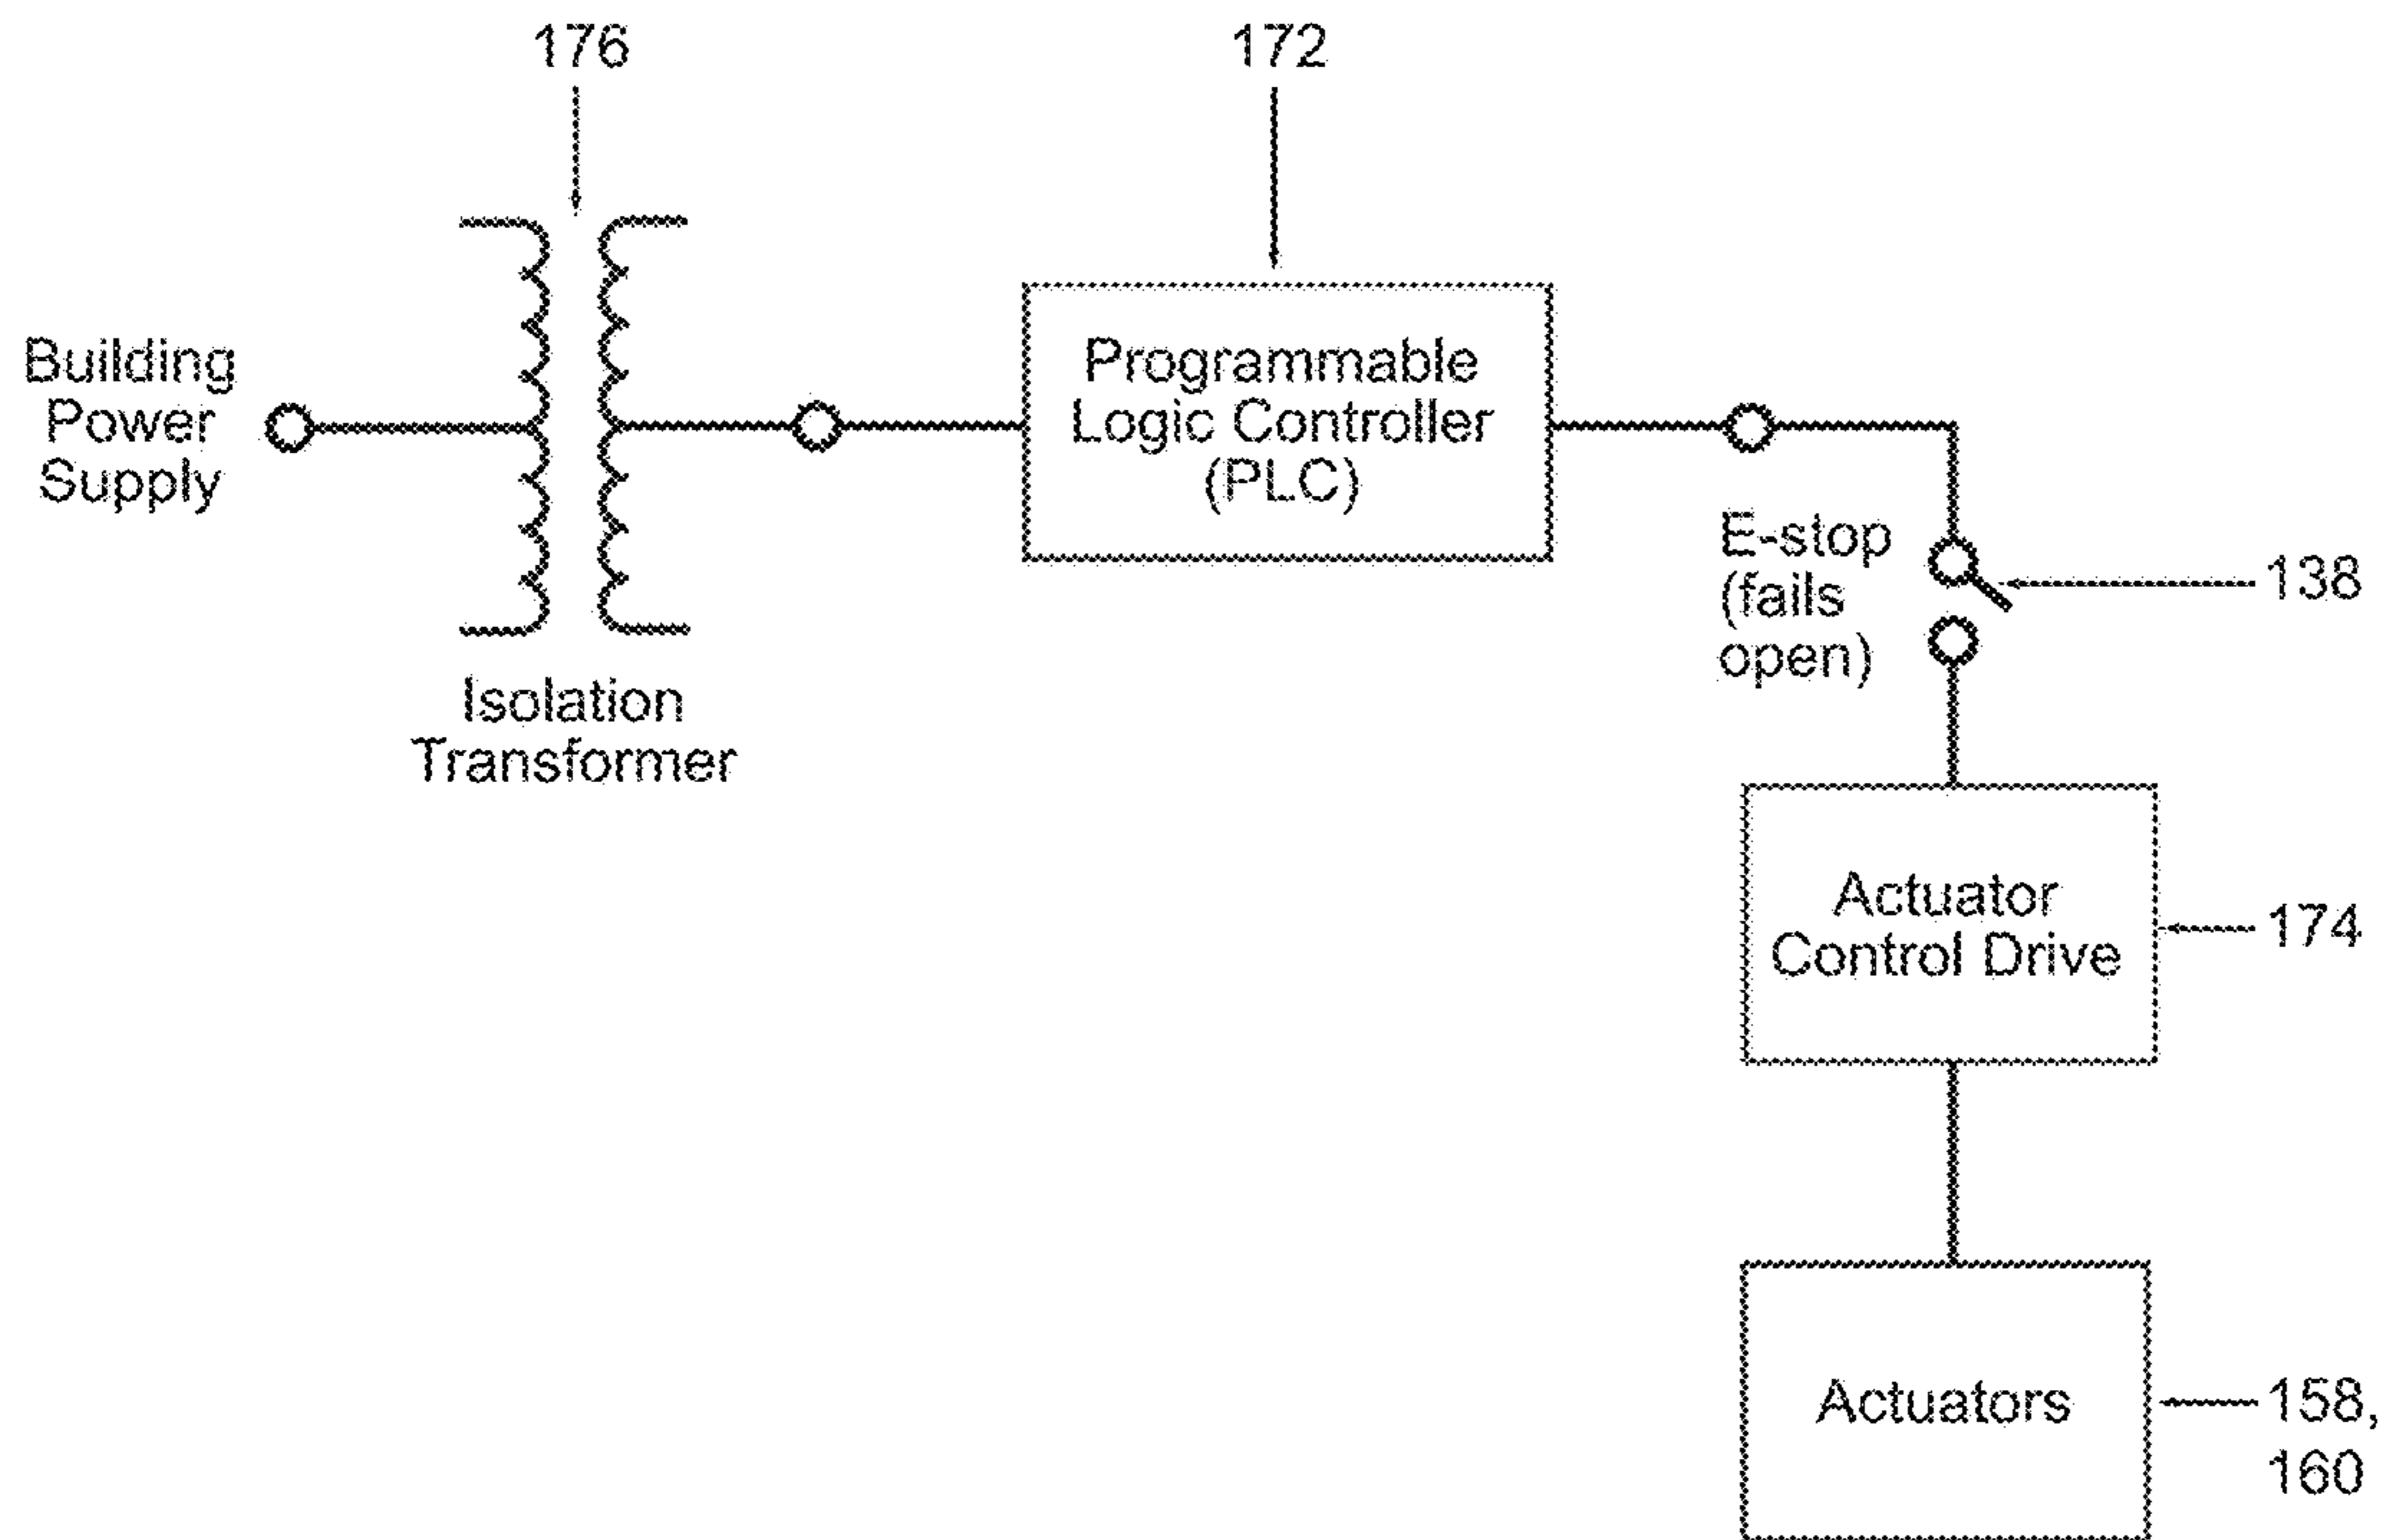 176
172
Building
Power
Supply
Programmable
Logic Controller
(PLC)
E-stop
(fails
open)
138
Isolation
Transformer
Actuator
Control Drive
174
Actuators
158,
160